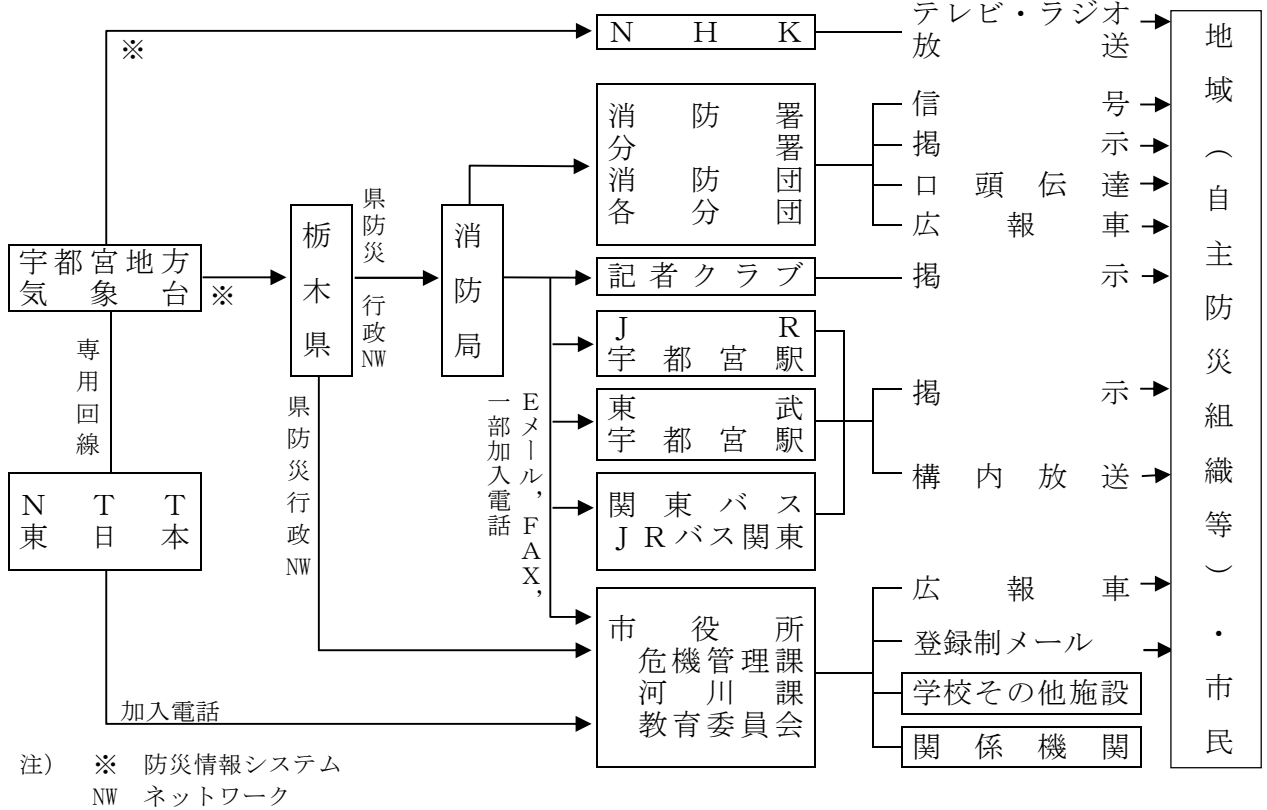 ※
NHK
テレビ・ラジオ
放送
消防署
分署
消防団
各分団
信号
掲示
口頭伝達
広報車
宇都宮地方
気象台
※
栃木県
県防災
行政
NW
消防局
記者クラブ
掲示
JR
宇都宮駅
東武
宇都宮駅
関東バス
JRバス関東
掲示
構内放送
専用回線
県防災行政NW
Eメール,FAX,
一部加入電話
NTT
東日本
加入電話
市役所
危機管理課
河川課
教育委員会
広報車
登録制メール
学校その他施設
関係機関
地域(自主防災組織等)・市民
注) ※ 防災情報システム
NW ネットワーク